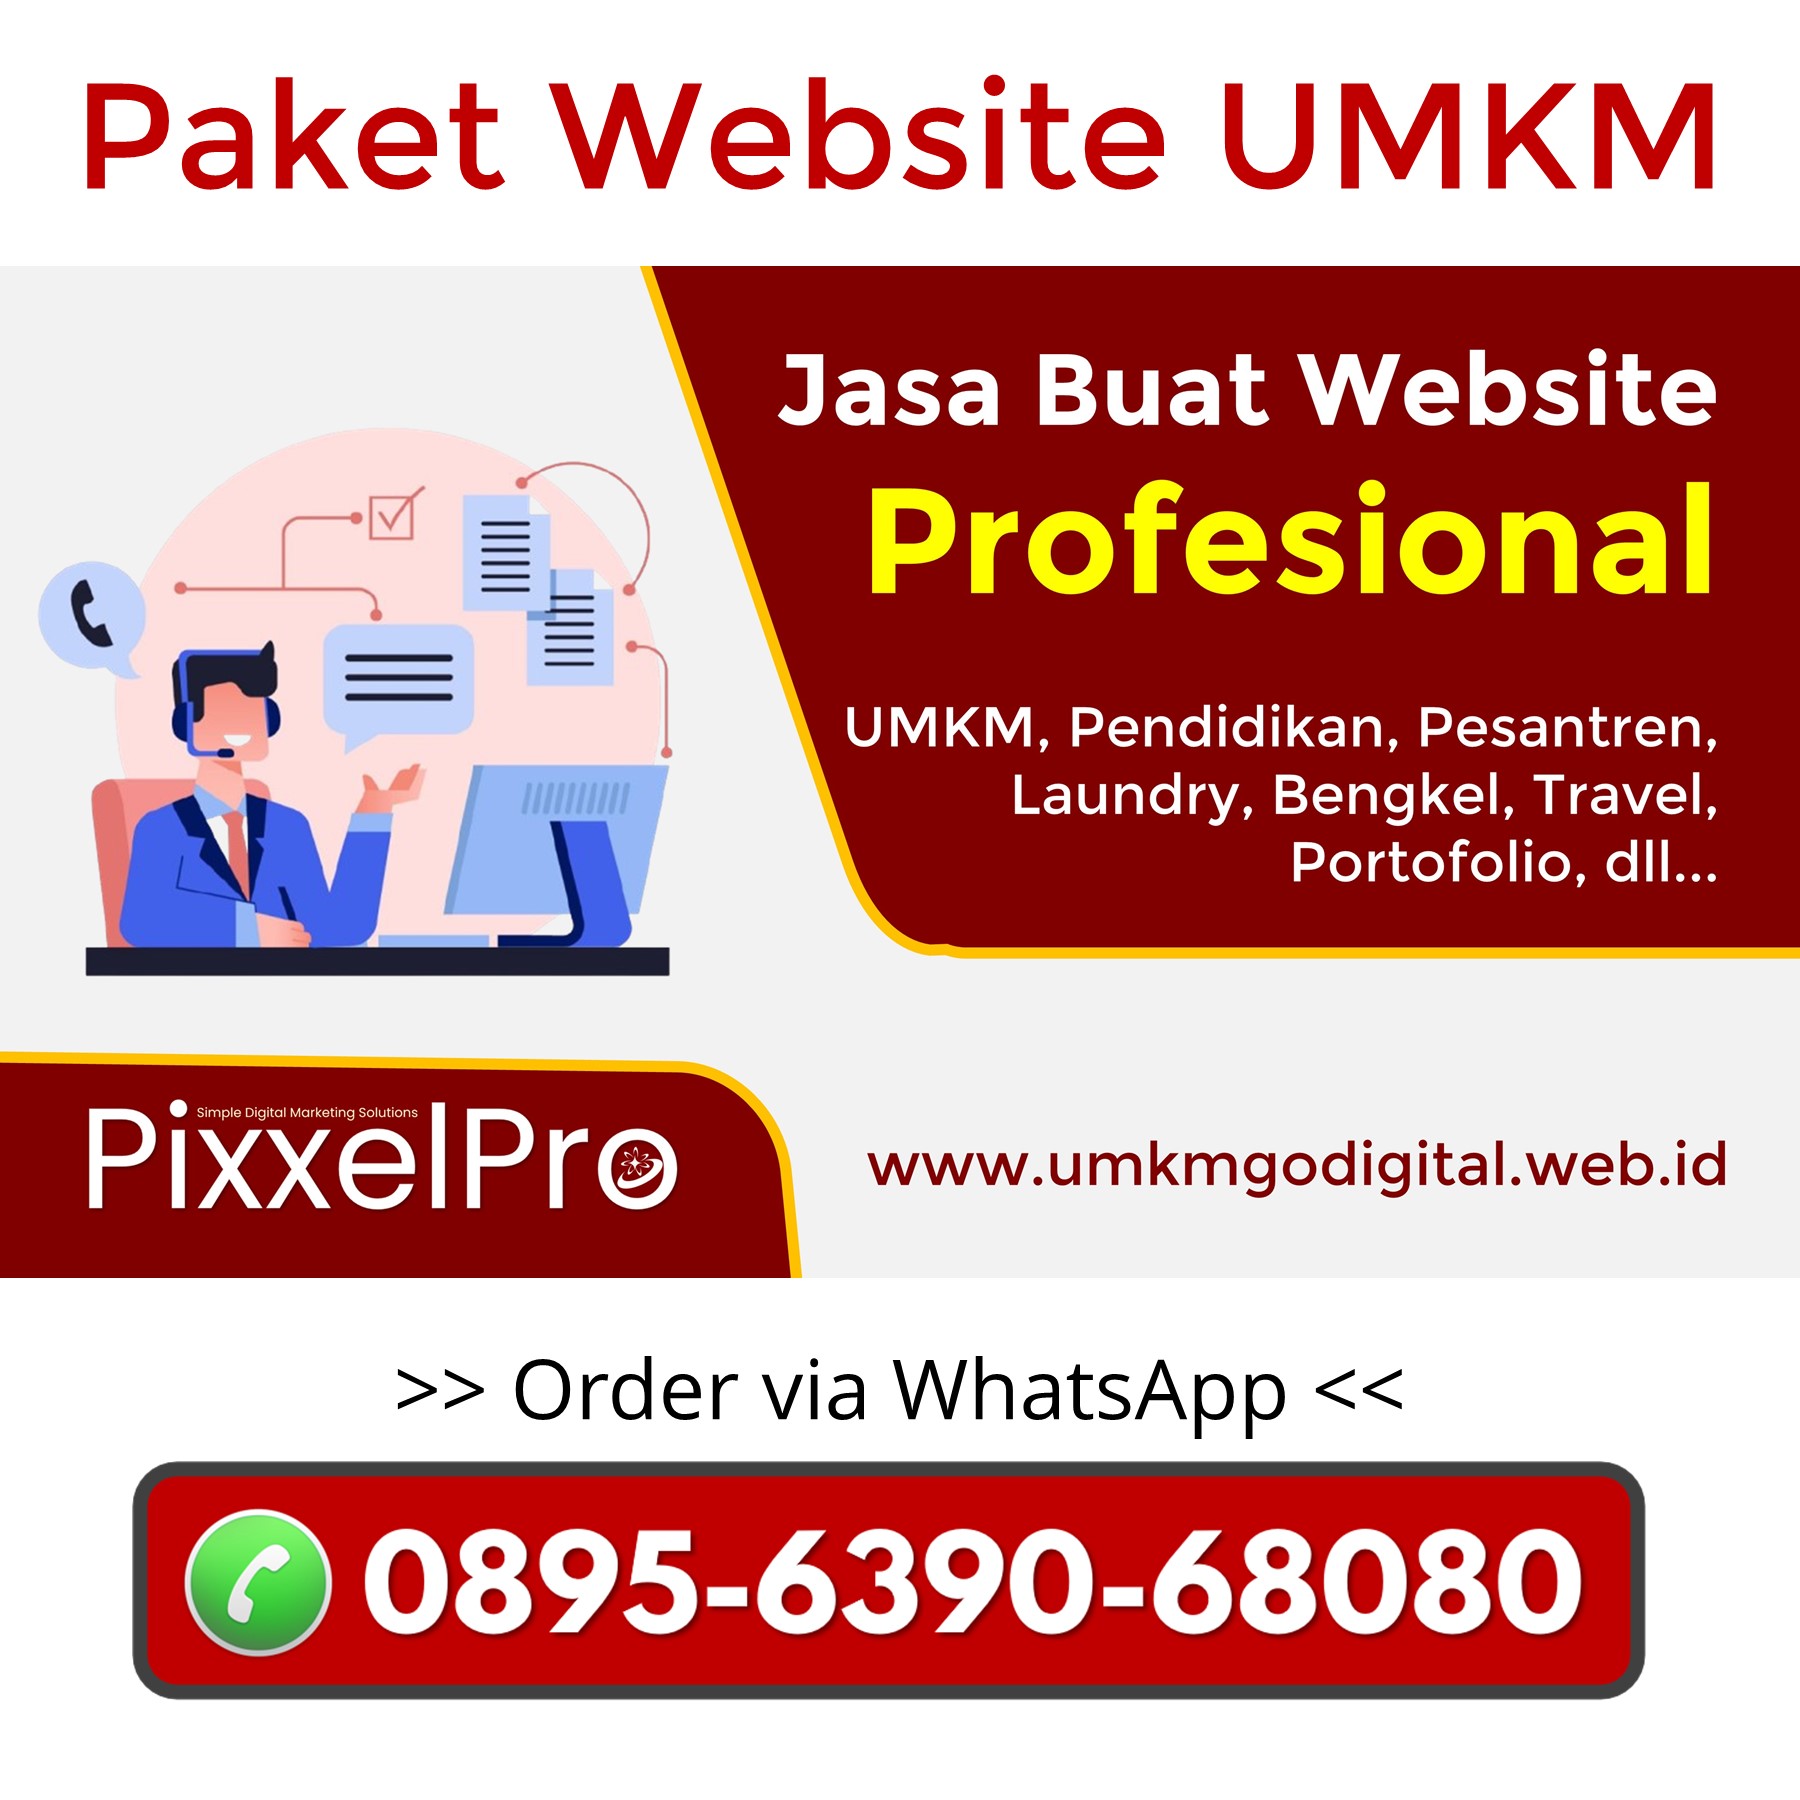 Paket Website UMKM
Jasa Buat Website
Profesional
UMKM, Pendidikan, Pesantren,
Laundry, Bengkel, Travel,
Portofolio, dll...
Simple Digital Marketing Solutions
PixxelPro
www.umkmgodigital.web.id
>> Order via WhatsApp <<
0895-6390-68080